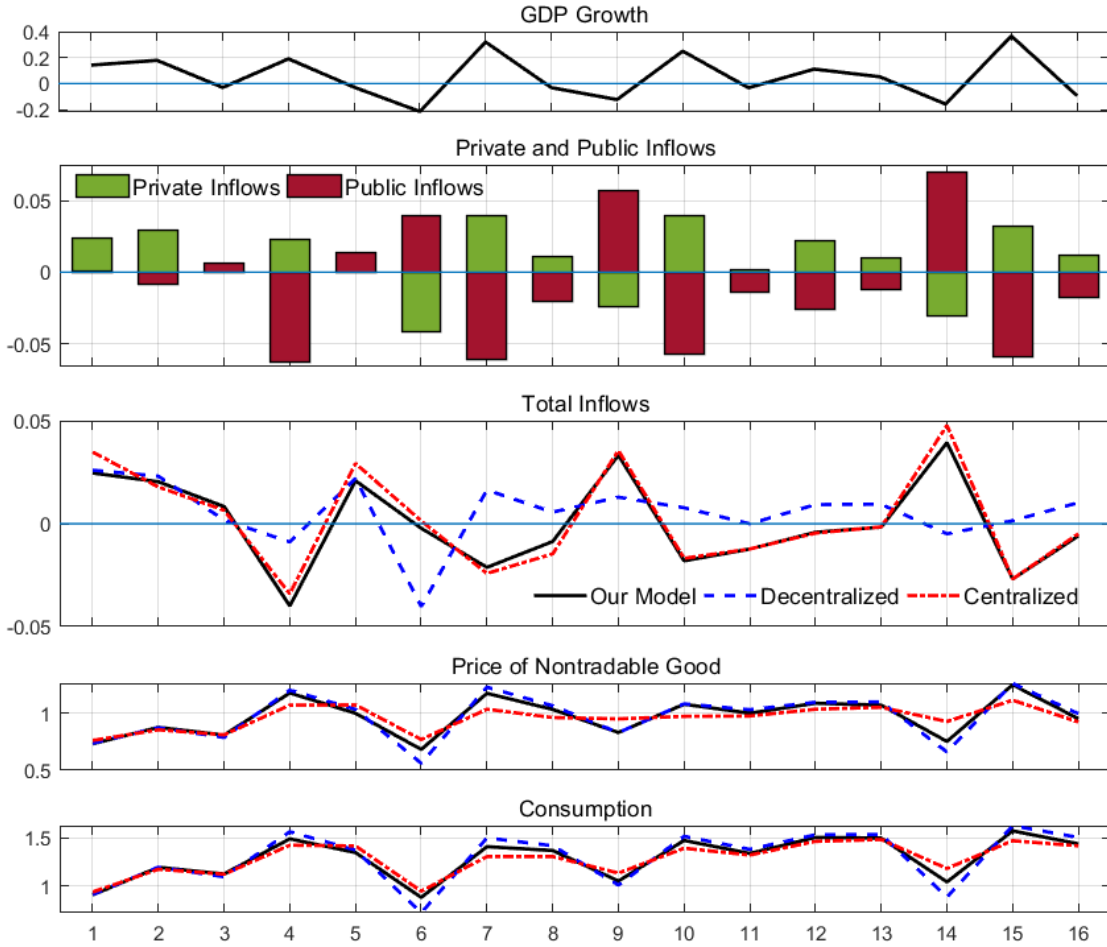 GDP Growth
0.4
0.2
0
-0.2
Private and Public Inflows
Private Inflows Public Inflows
0.05
0
-0.05
Total Inflows
0.05
0
Our Model Decentralized Centralized
-0.05
Price of Nontradable Good
1
0.5
Consumption
1.5
1
1 2 3 4 5 6 7 8 9 10 11 12 13 14 15 16